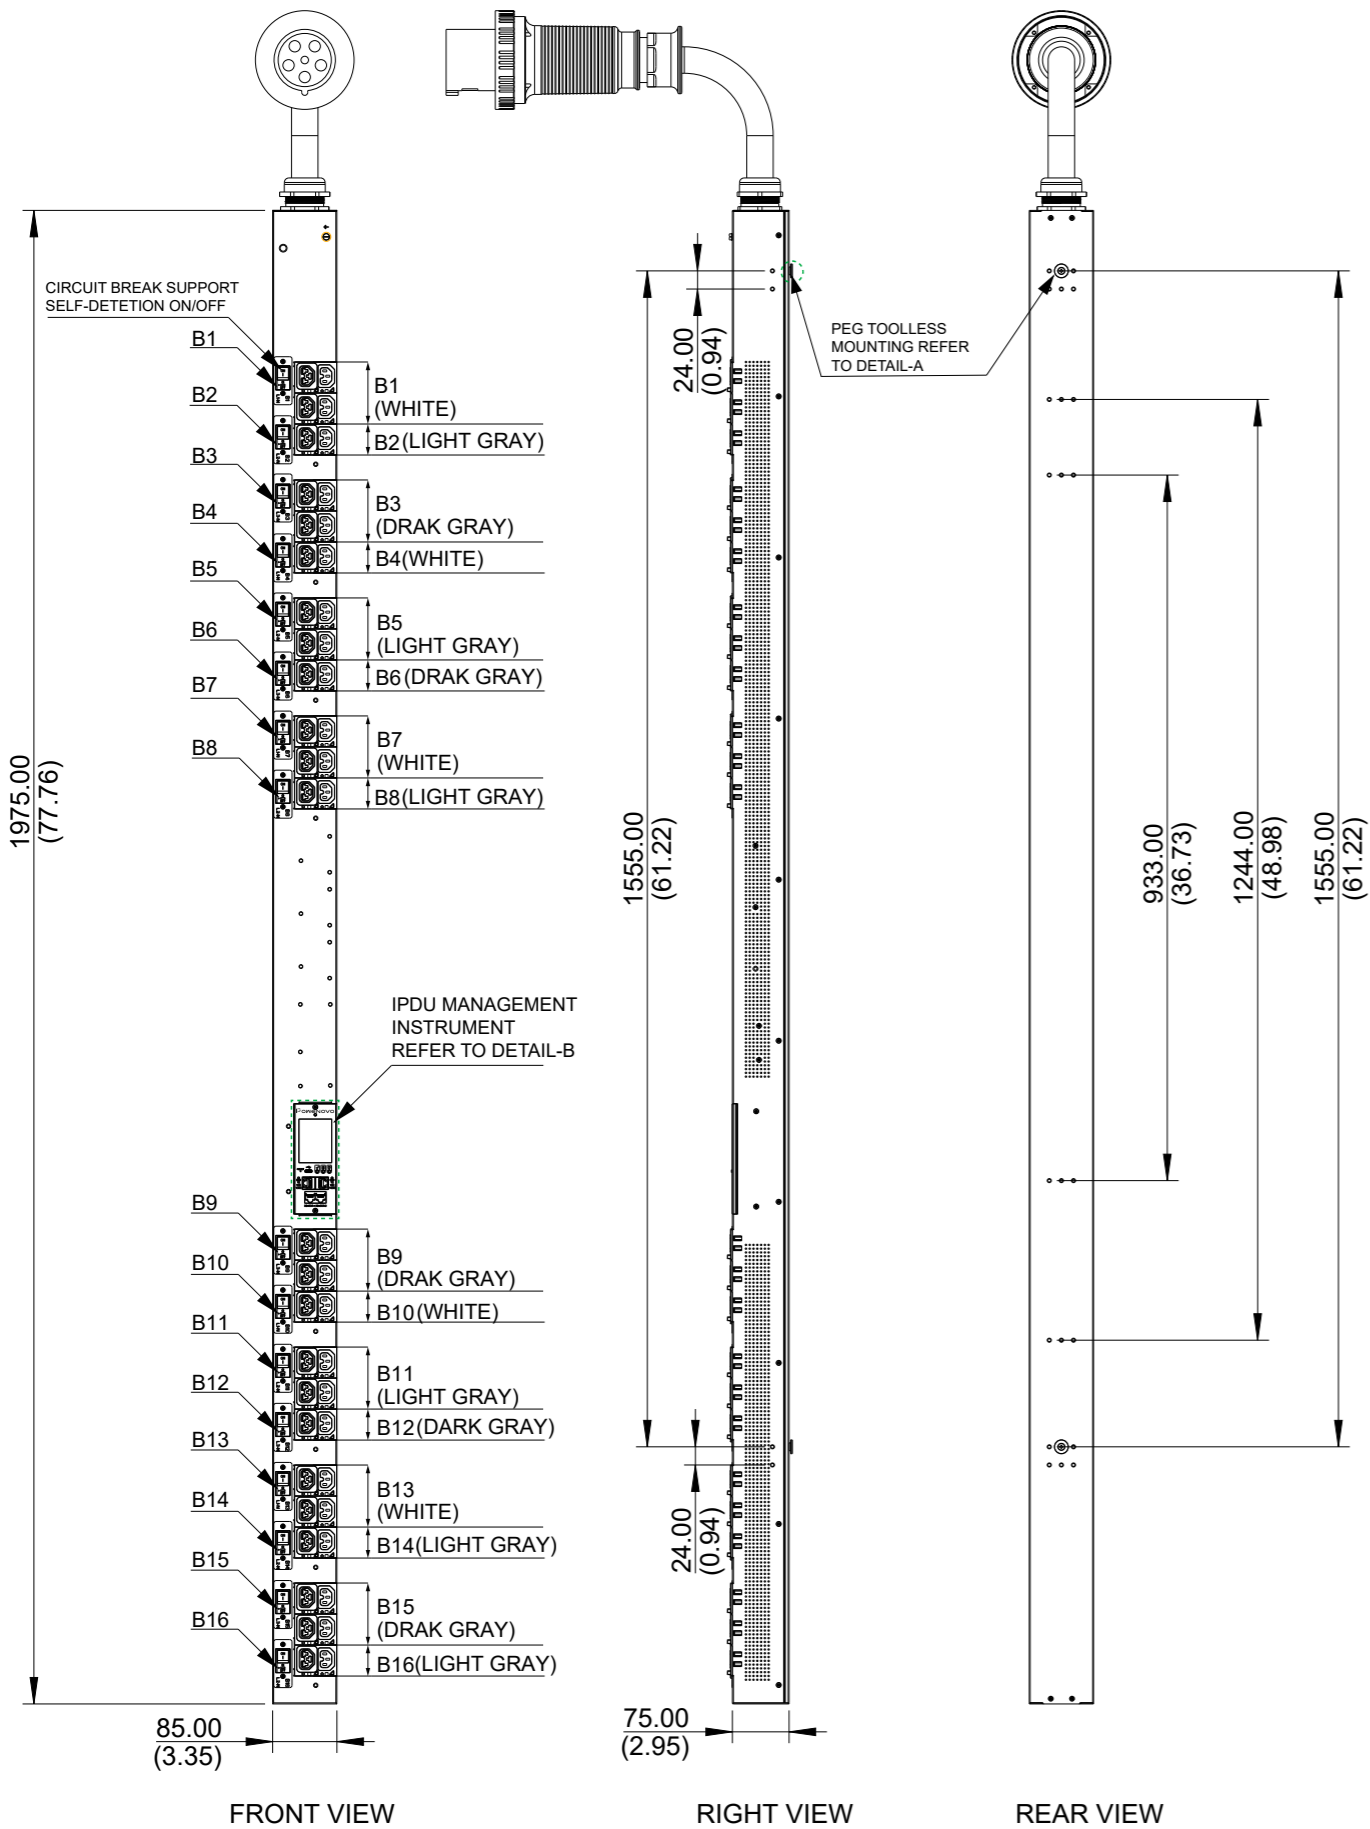 CIRCUIT BREAK SUPPORT
SELF-DETETION ON/OFF
B1
B2
B3
B4
B5
B6
B7
B8
B9
B10
B11
B12
B13
B14
B15
B16
B1
(WHITE)
B2(LIGHT GRAY)
B3
(DRAK GRAY)
B4(WHITE)
B5
(LIGHT GRAY)
B6(DRAK GRAY)
B7
(WHITE)
B8(LIGHT GRAY)
IPDU MANAGEMENT
INSTRUMENT
REFER TO DETAIL-B
B9
(DRAK GRAY)
B10(WHITE)
B11
(LIGHT GRAY)
B12(DARK GRAY)
B13
(WHITE)
B14(LIGHT GRAY)
B15
(DRAK GRAY)
B16(LIGHT GRAY)
1975.00
(77.76)
85.00
(3.35)
FRONT VIEW
24.00
(0.94)
PEG TOOLLESS
MOUNTING REFER
TO DETAIL-A
1555.00
(61.22)
24.00
(0.94)
75.00
(2.95)
RIGHT VIEW
933.00
(36.73)
1244.00
(48.98)
1555.00
(61.22)
REAR VIEW